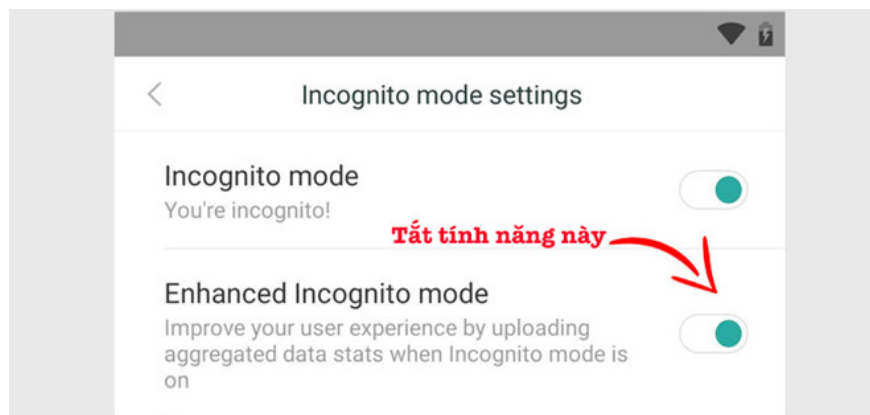 Incognito mode settings
Incognito mode
You're incognito!
Tắt tính năng này
Enhanced Incognito mode
Improve your user experience by uploading
aggregated data stats when Incognito mode is
on